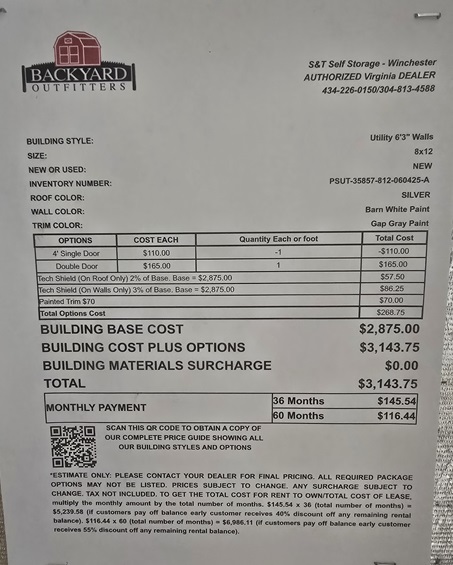 BACKYARD
OUTFITTERS
S&T Self Storage - Winchester
AUTHORIZED Virginia DEALER
434-226-0150/304-813-4588
BUILDING STYLE: Utility 6'3" Walls
SIZE: 8x12
NEW OR USED: NEW
INVENTORY NUMBER: PSUT-35857-812-060425-A
ROOF COLOR: SILVER
WALL COLOR: Barn White Paint
TRIM COLOR: Gap Gray Paint
OPTIONS COST EACH Quantity Each or foot Total Cost
4' Single Door $110.00 -1 -$110.00
Double Door $165.00 1 $165.00
Tech Shield (On Roof Only) 2% of Base. Base = $2,875.00 $57.50
Tech Shield (On Walls Only) 3% of Base. Base = $2,875.00 $86.25
Painted Trim $70 $70.00
Total Options Cost $268.75
BUILDING BASE COST $2,875.00
BUILDING COST PLUS OPTIONS $3,143.75
BUILDING MATERIALS SURCHARGE $0.00
TOTAL $3,143.75
MONTHLY PAYMENT
36 Months $145.54
60 Months $116.44
SCAN THIS QR CODE TO OBTAIN A COPY OF
OUR COMPLETE PRICE GUIDE SHOWING ALL
OUR BUILDING STYLES AND OPTIONS
*ESTIMATE ONLY: PLEASE CONTACT YOUR DEALER FOR FINAL PRICING. ALL REQUIRED PACKAGE
OPTIONS MAY NOT BE LISTED. PRICES SUBJECT TO CHANGE. ANY SURCHARGE SUBJECT TO
CHANGE. TAX NOT INCLUDED. TO GET THE TOTAL COST FOR RENT TO OWN/TOTAL COST OF LEASE,
multiply the monthly amount by the total number of months. $145.54 x 36 (total number of months) =
$5,239.58 (if customers pay off balance early customer receives 40% discount off any remaining rental
balance). $116.44 x 60 (total number of months) = $6,986.11 (if customers pay off balance early customer
receives 55% discount off any remaining rental balance).